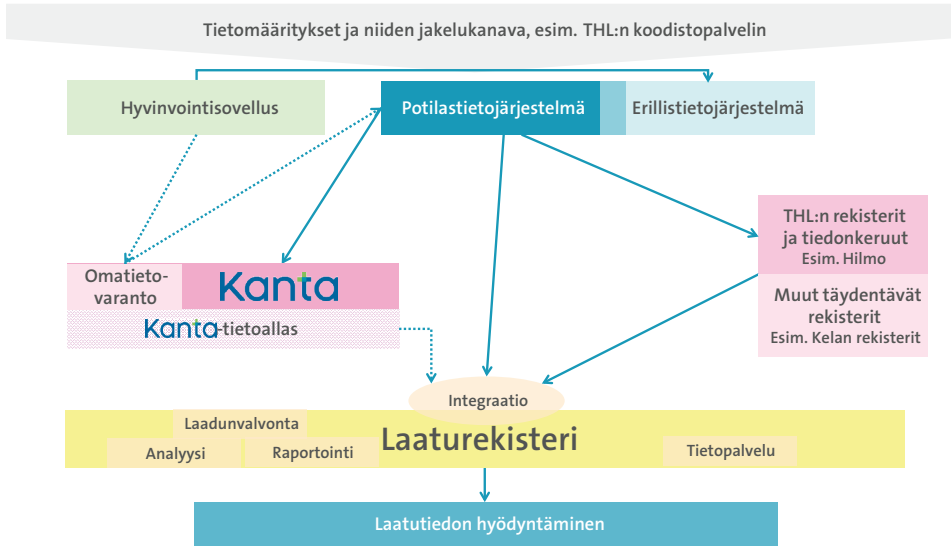 Tietomääritykset ja niiden jakelukanava, esim. THL:n koodistopalvelin
Hyvinvointisovellus
Potilastietojärjestelmä
Erillistietojärjestelmä
THL:n rekisterit
ja tiedonkeruut
Esim. Hilmo
Muut täydentävät
rekisterit
Esim. Kelan rekisterit
Omatieto-
varanto
Kanta
Kanta-tietoallas
Integraatio
Laadunvalvonta
Laaturekisteri
Analyysi
Raportointi
Tietopalvelu
Laatutiedon hyödyntäminen